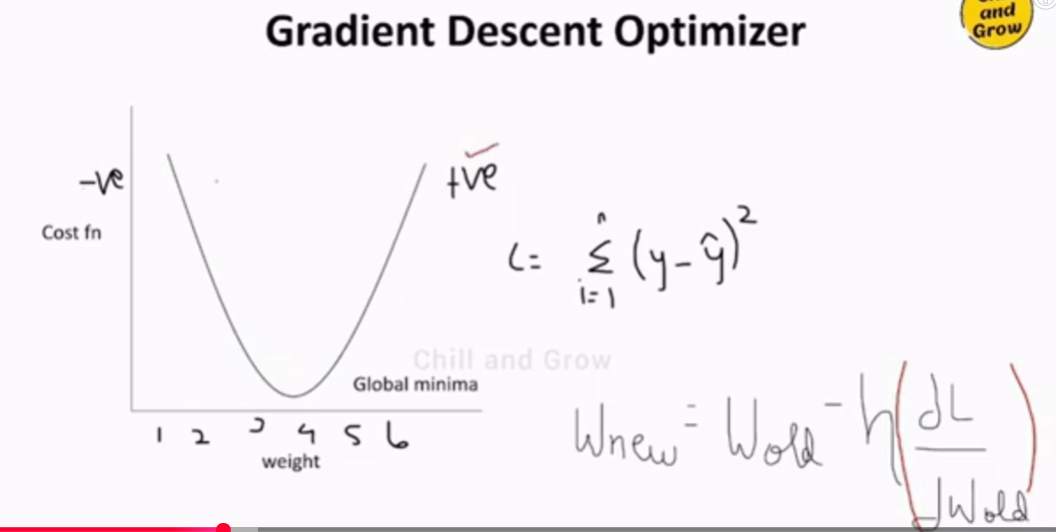 Gradient Descent Optimizer
and
Grow
-ve
+ve
Cost fn
L = n Σ i=1 (y - ŷ)²
Chill and Grow
Global minima
1 2 3 4 5 6
weight
Wnew = Wold - η(dL / dWold)